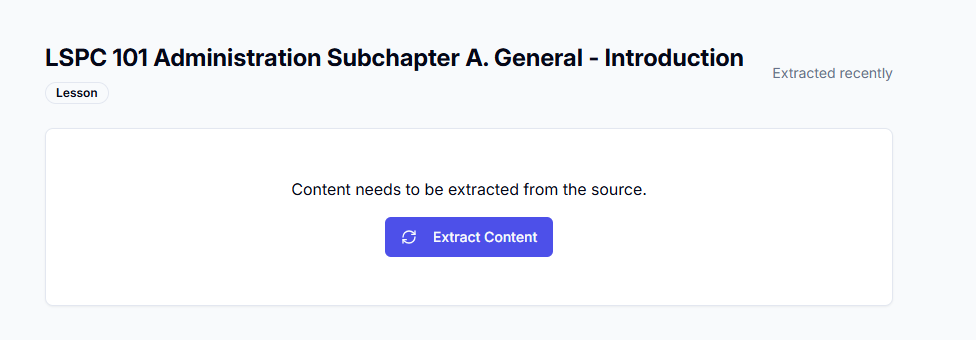 LSPC 101 Administration Subchapter A. General - Introduction
Extracted recently
Lesson
Content needs to be extracted from the source.
Extract Content